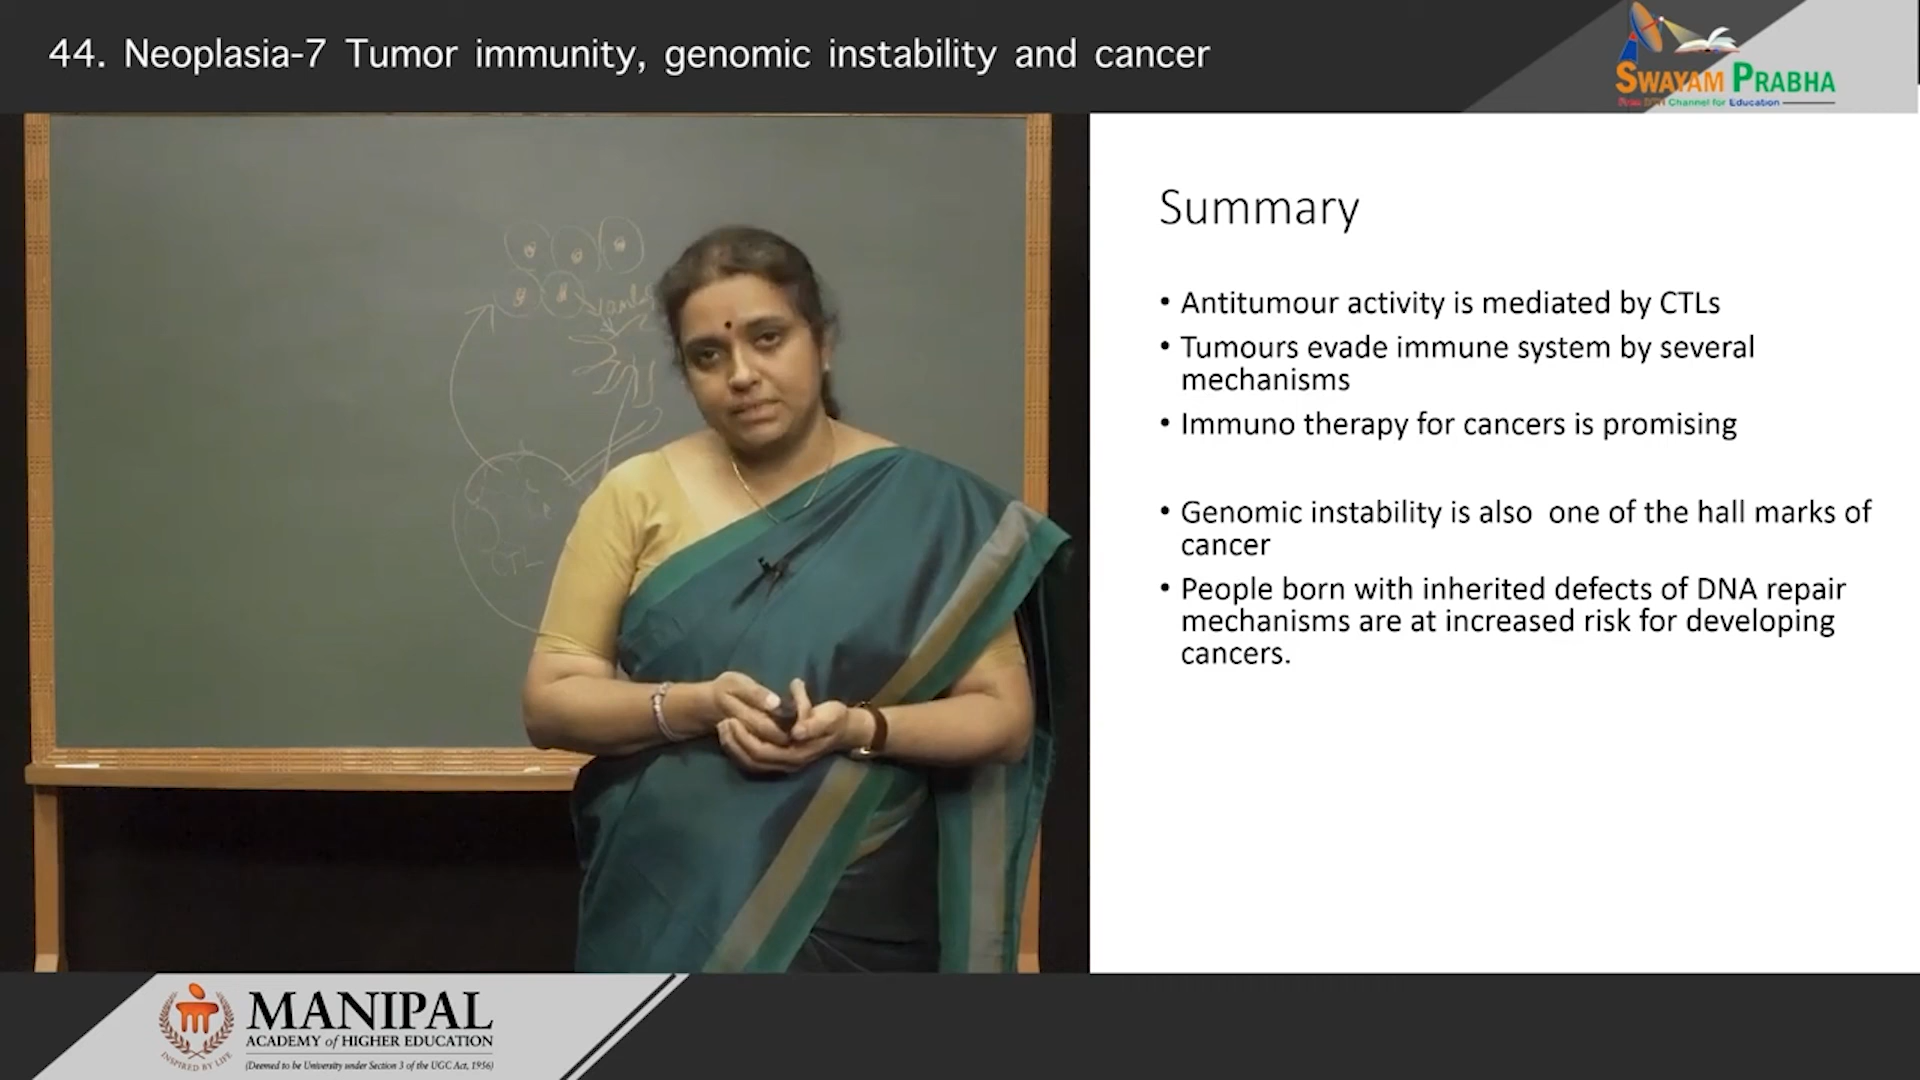 44. Neoplasia-7 Tumor immunity, genomic instability and cancer
SWAYAM PRABHA
Channel for Education
CTL
Summary
• Antitumour activity is mediated by CTLs
• Tumours evade immune system by several
mechanisms
• Immuno therapy for cancers is promising
• Genomic instability is also one of the hall marks of
cancer
• People born with inherited defects of DNA repair
mechanisms are at increased risk for developing
cancers.
INSPIRED BY LIFE
MANIPAL
ACADEMY of HIGHER EDUCATION
(Deemed to be University under Section 3 of the UGC Act, 1956)